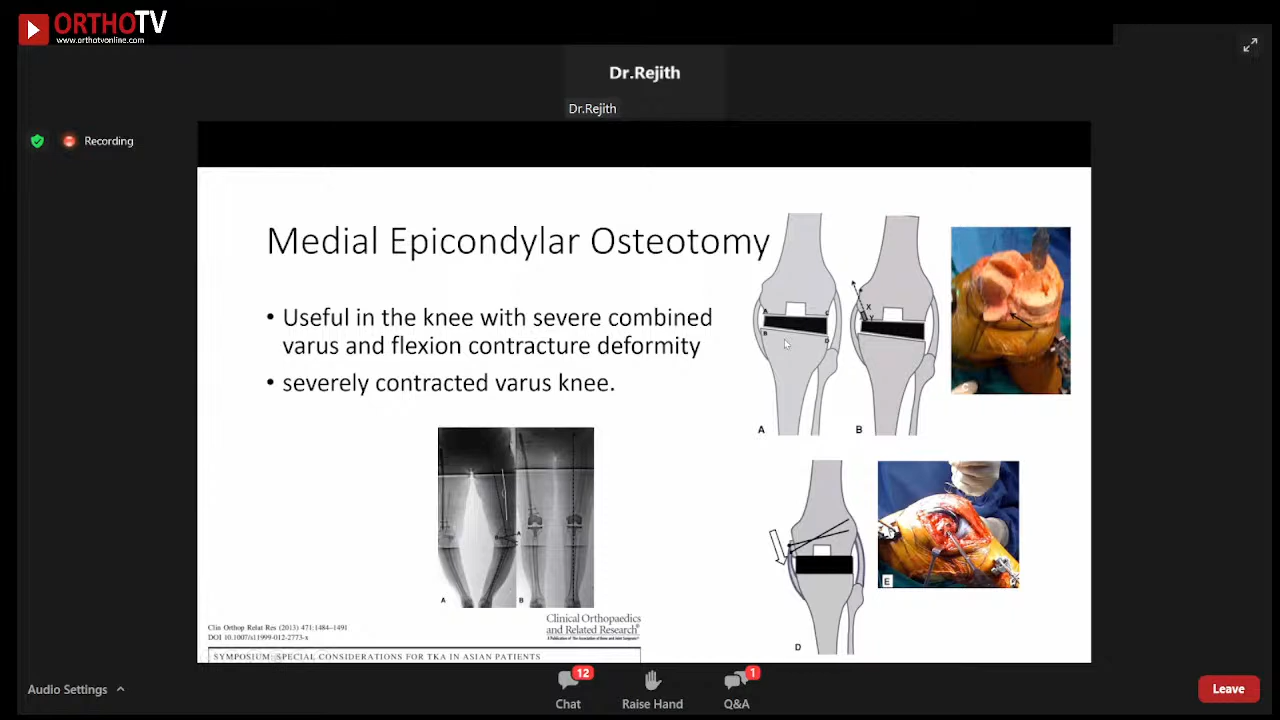 ORTHOTV
www.orthotvonline.com
Dr.Rejith
Dr.Rejith
Recording
Medial Epicondylar Osteotomy
• Useful in the knee with severe combined
varus and flexion contracture deformity
• severely contracted varus knee.
A
B
C
D
X
Y
A
B
A
B
A
B
D
E
Clin Orthop Relat Res (2013) 471:1484–1491
DOI 10.1007/s11999-012-2773-x
Clinical Orthopaedics
and Related Research®
A Publication of The Association of Bone and Joint Surgeons®
SYMPOSIUM: SPECIAL CONSIDERATIONS FOR TKA IN ASIAN PATIENTS
Audio Settings
12
Chat
Raise Hand
1
Q&A
Leave